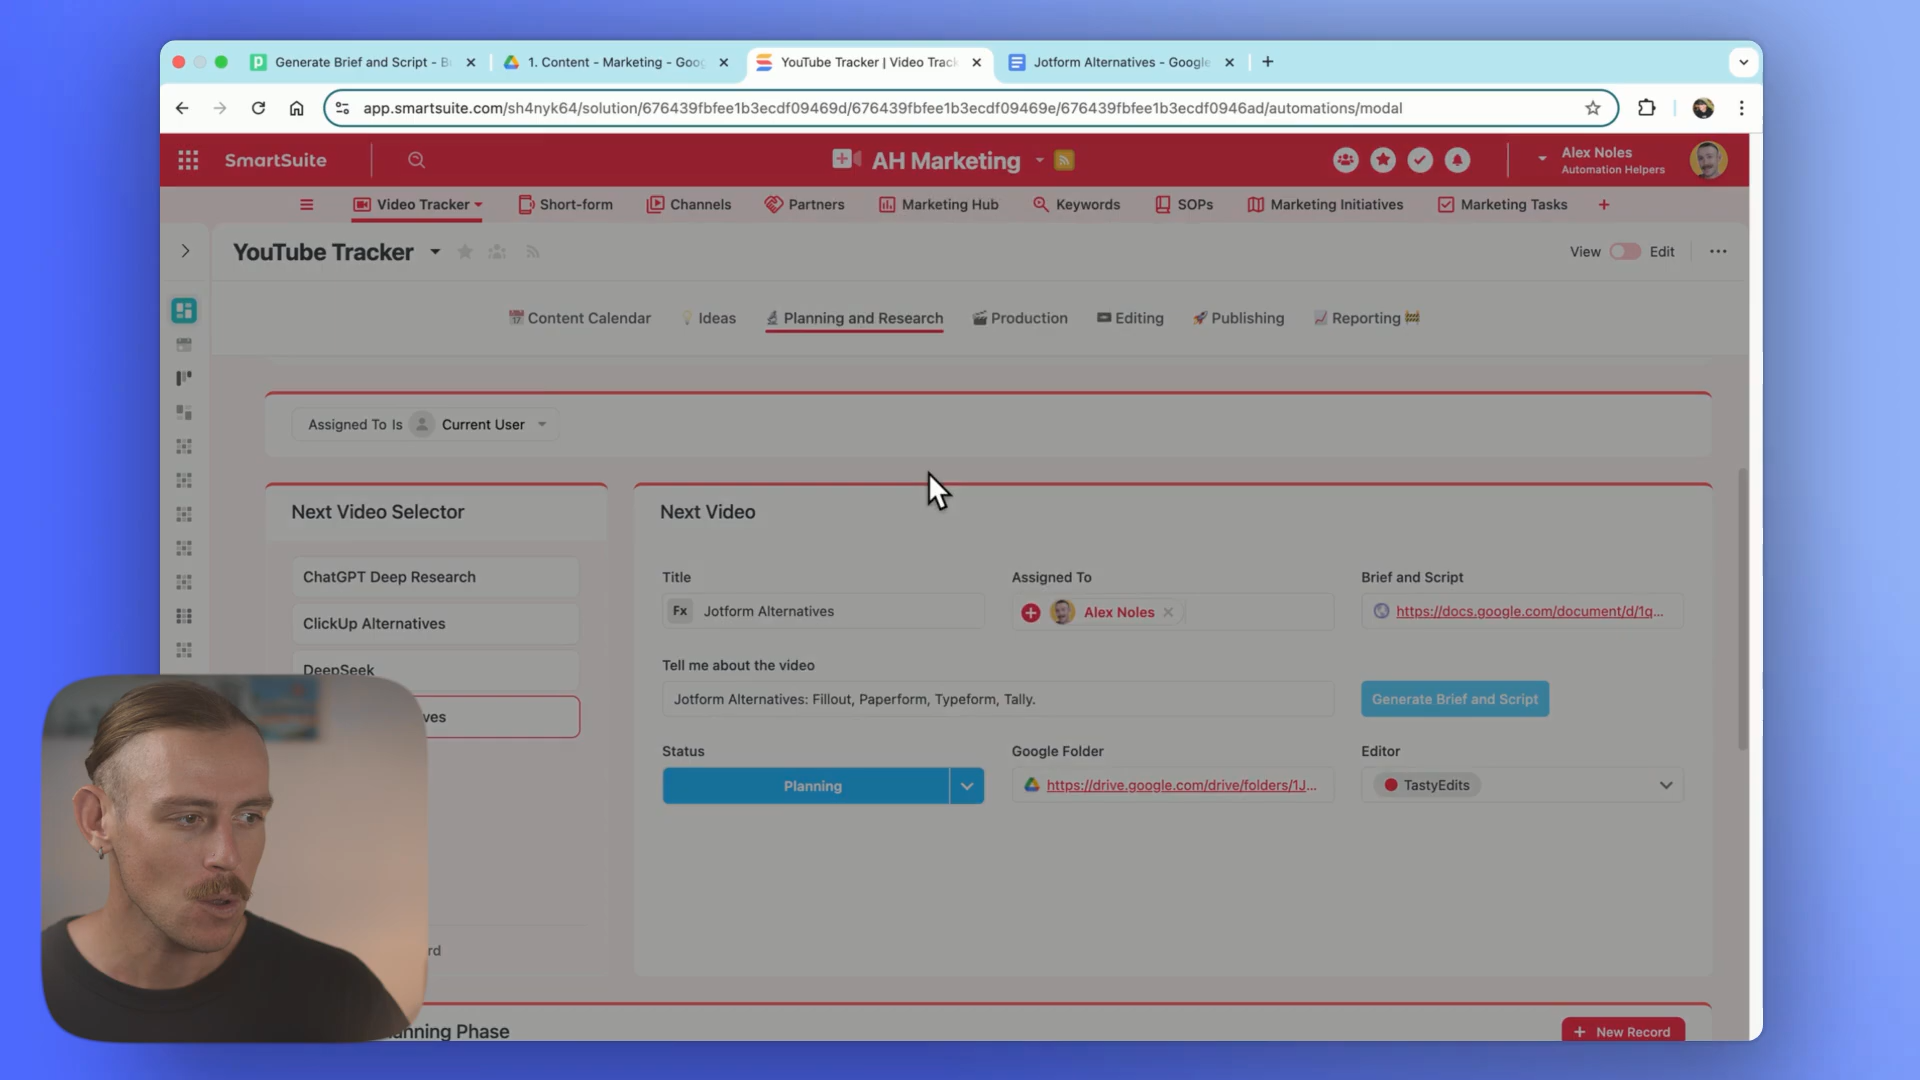 Generate Brief and Script - B
1. Content - Marketing - Goog
YouTube Tracker | Video Track
Jotform Alternatives - Google
app.smartsuite.com/sh4nyk64/solution/676439fbfee1b3ecdf09469d/676439fbfee1b3ecdf09469e/676439fbfee1b3ecdf0946ad/automations/modal
SmartSuite
AH Marketing
Alex Noles
Automation Helpers
Video Tracker
Short-form
Channels
Partners
Marketing Hub
Keywords
SOPs
Marketing Initiatives
Marketing Tasks
YouTube Tracker
View
Edit
Content Calendar
Ideas
Planning and Research
Production
Editing
Publishing
Reporting
Assigned To Is Current User
Next Video Selector
ChatGPT Deep Research
ClickUp Alternatives
DeepSeek
ves
rd
Next Video
Title
Fx Jotform Alternatives
Assigned To
Alex Noles
Brief and Script
https://docs.google.com/document/d/1q...
Tell me about the video
Jotform Alternatives: Fillout, Paperform, Typeform, Tally.
Generate Brief and Script
Status
Planning
Google Folder
https://drive.google.com/drive/folders/1J...
Editor
TastyEdits
anning Phase
+ New Record